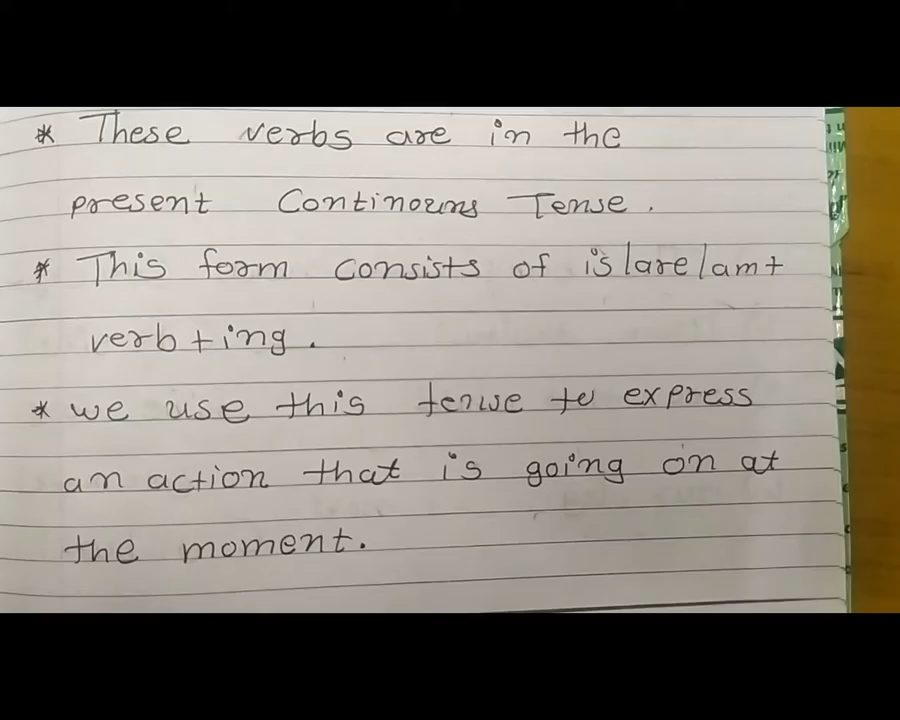 * These verbs are in the
present Continouns Tense.
* This form consists of is/are/am+
verb+ing.
* we use this tense to express
an action that is going on at
the moment.